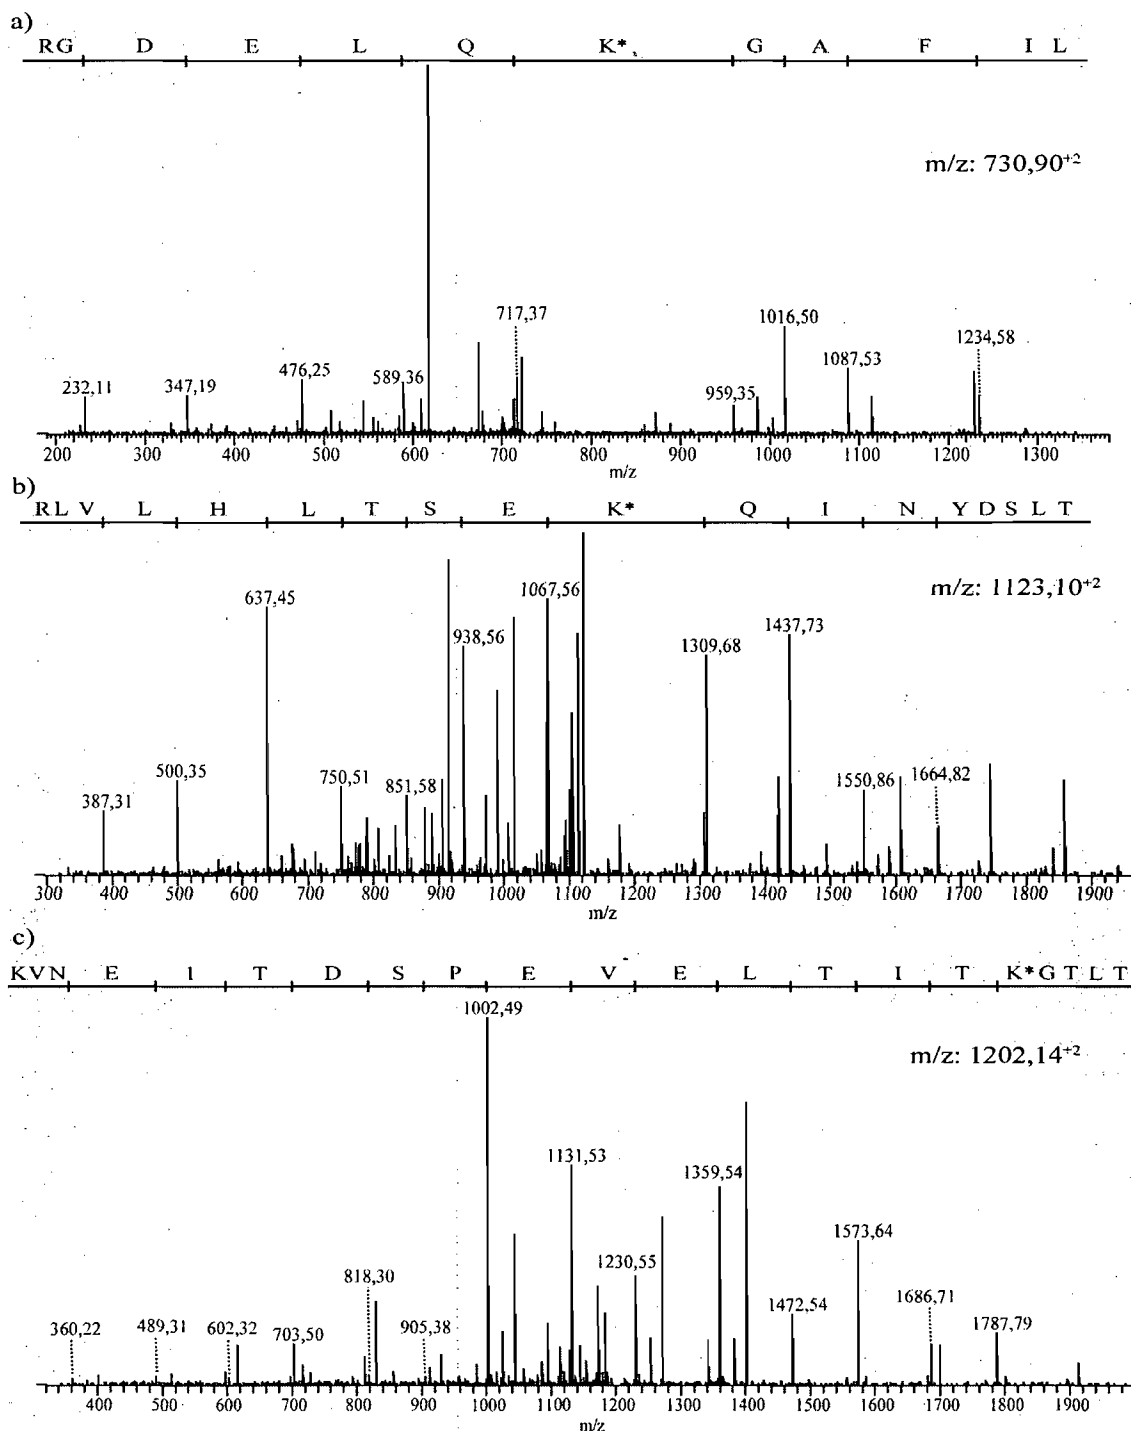 a)
RG D E L Q K* G A F I L
m/z: 730,90+2
717,37
1016,50
1234,58
1087,53
476,25
589,36
347,19
232,11
959,35
200 300 400 500 600 700 800 900 1000 1100 1200 1300
m/z
b)
R L V L H L T S E K* Q I N Y D S L T
m/z: 1123,10+2
637,45
1067,56
938,56
1437,73
1309,68
500,35
750,51
851,58
1550,86
1664,82
387,31
300 400 500 600 700 800 900 1000 1100 1200 1300 1400 1500 1600 1700 1800 1900
m/z
c)
KVN E I T D S P E V E L T I T K*G T L T
1002,49
m/z: 1202,14+2
1131,53
1359,54
1573,64
1230,55
818,30
1686,71
1472,54
1787,79
360,22
489,31
602,32
703,50
905,38
400 500 600 700 800 900 1000 1100 1200 1300 1400 1500 1600 1700 1800 1900
m/z